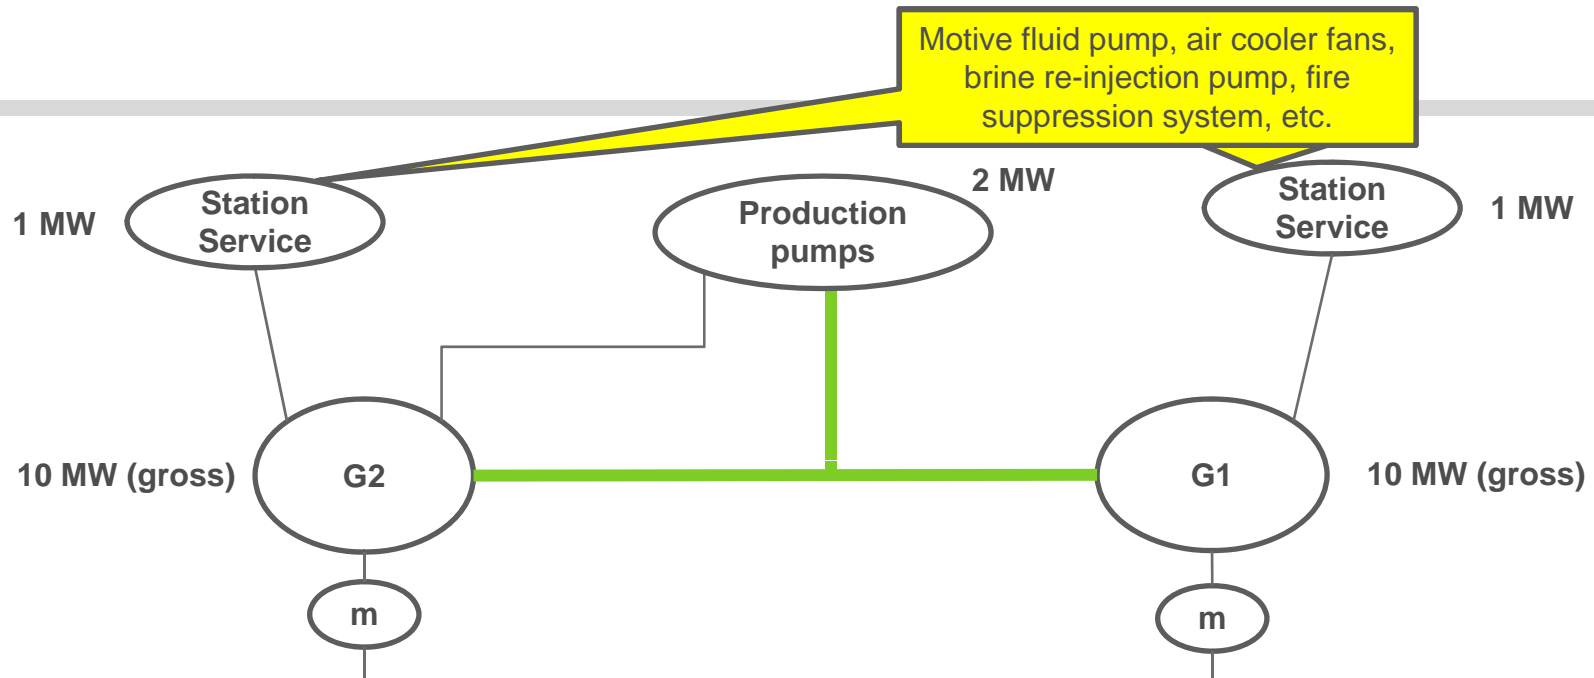 Motive fluid pump, air cooler fans,
brine re-injection pump, fire
suppression system, etc.
1 MW
Station
Service
Production
pumps
2 MW
Station
Service
1 MW
10 MW (gross)
G2
G1
10 MW (gross)
m
m